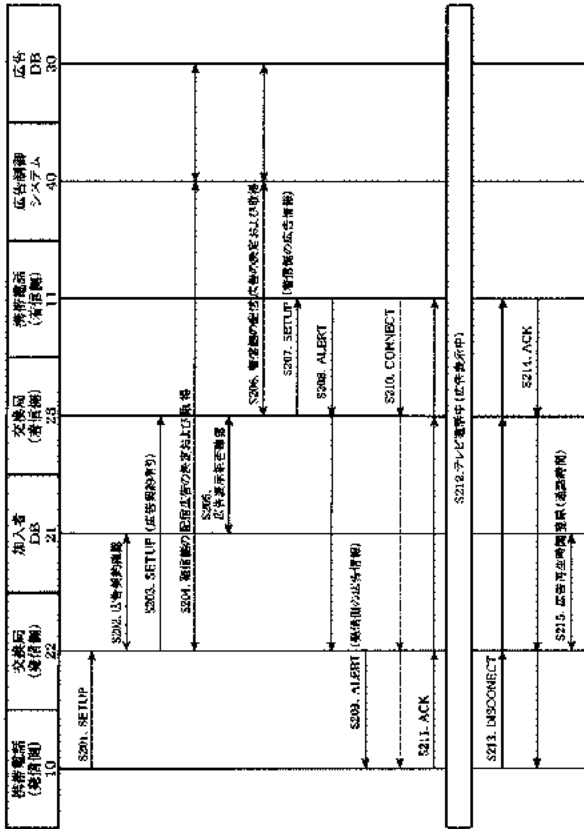 携帯電話
(発信側)
10
交換局
(発信側)
22
加入者
DB
21
交換局
(着信側)
23
携帯電話
(着信側)
11
広告制御
システム
40
広告
DB
30
S201. SETUP
S202. 広告契約確認
S203. SETUP (広告契約有り)
S204. 発信側の配信広告の決定および取得
S205.
広告表示拒否確認
S206. 着信側の配信広告の決定および取得
S207. SETUP (着信側の広告情報)
S208. ALERT
S209. ALERT (発信側の広告情報)
S210. CONNECT
S211. ACK
S212. テレビ通話中 (広告表示中)
S213. DISCONECT
S214. ACK
S215. 広告再生時間登録 (通話時間)